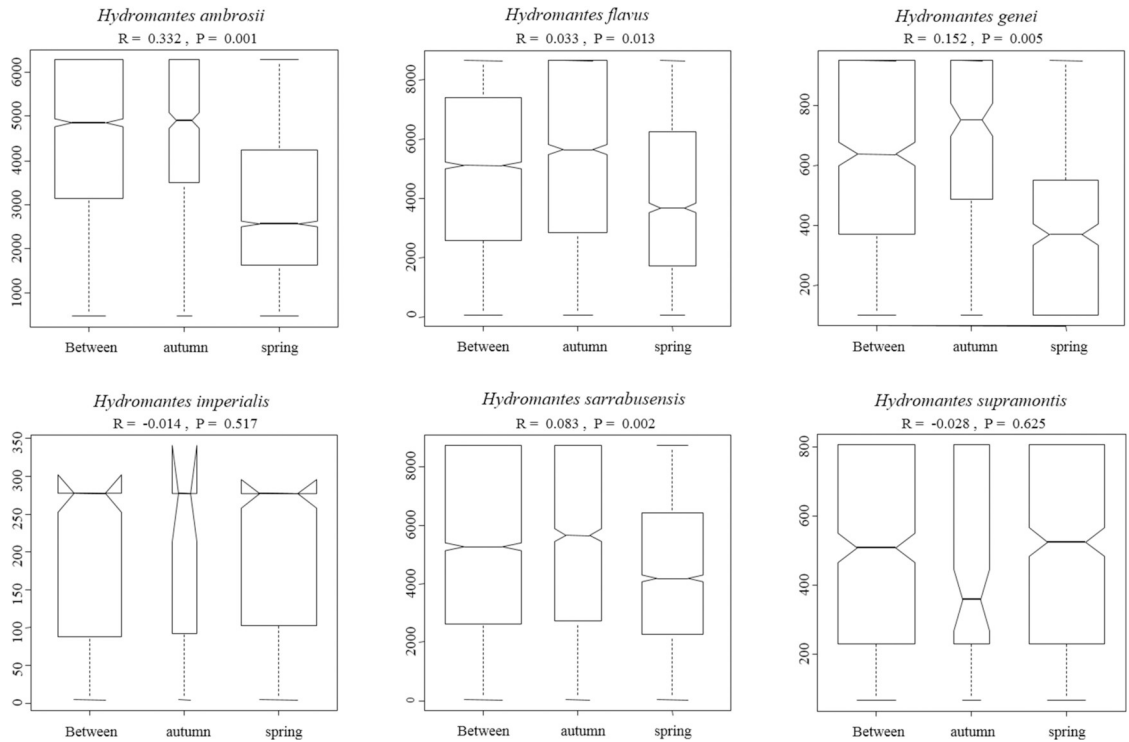 Hydromantes ambrosii
R = 0.332 , P = 0.001
6000
5000
4000
3000
2000
1000
Between autumn spring
Hydromantes flavus
R = 0.033 , P = 0.013
8000
6000
4000
2000
0
Between autumn spring
Hydromantes genei
R = 0.152 , P = 0.005
800
600
400
200
Between autumn spring
Hydromantes imperialis
R = -0.014 , P = 0.517
350
300
250
200
150
100
50
0
Between autumn spring
Hydromantes sarrabusensis
R = 0.083 , P = 0.002
8000
6000
4000
2000
0
Between autumn spring
Hydromantes supramontis
R = -0.028 , P = 0.625
800
600
400
200
Between autumn spring